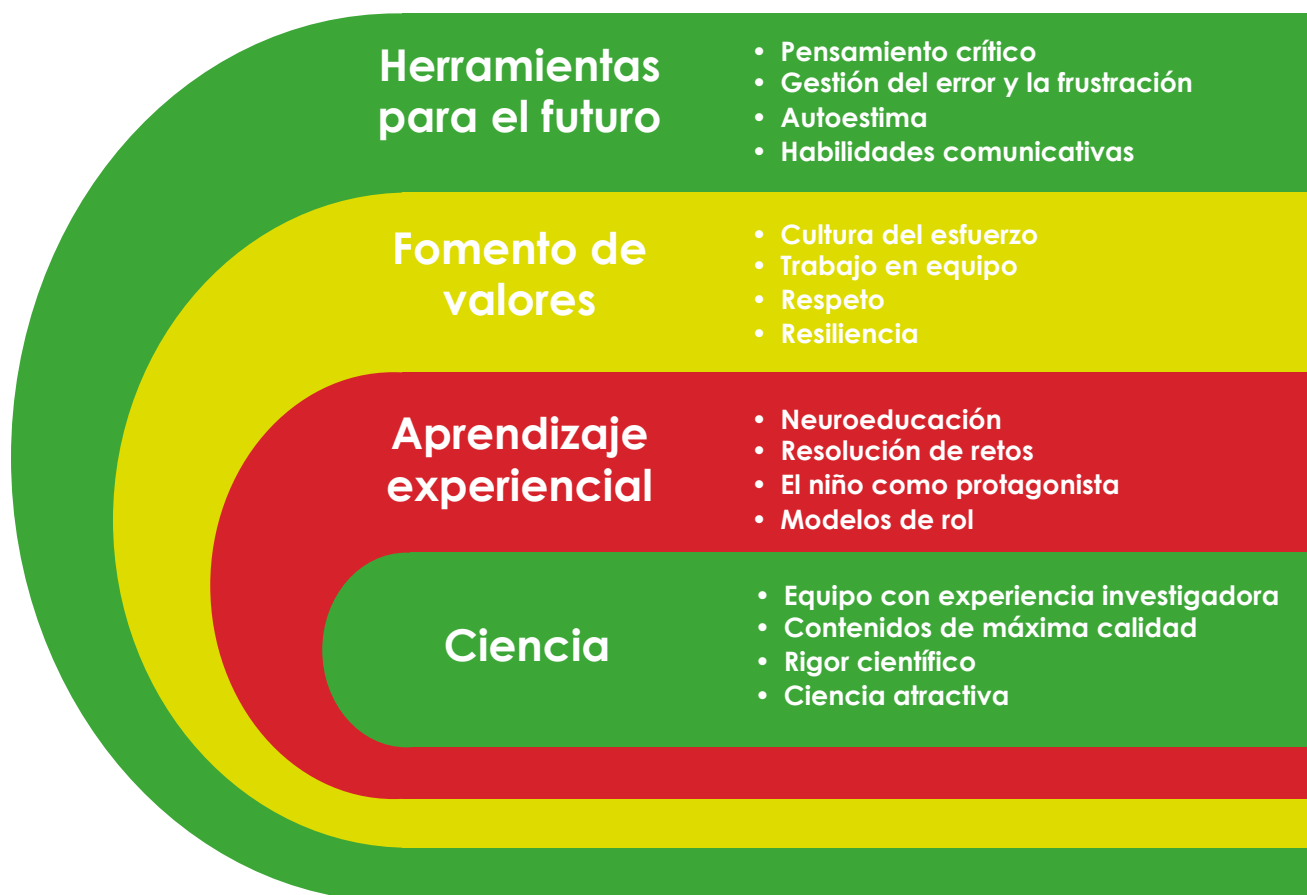 Herramientas
para el futuro
• Pensamiento crítico
• Gestión del error y la frustración
• Autoestima
• Habilidades comunicativas
Fomento de
valores
• Cultura del esfuerzo
• Trabajo en equipo
• Respeto
• Resiliencia
Aprendizaje
experiencial
• Neuroeducación
• Resolución de retos
• El niño como protagonista
• Modelos de rol
Ciencia
• Equipo con experiencia investigadora
• Contenidos de máxima calidad
• Rigor científico
• Ciencia atractiva